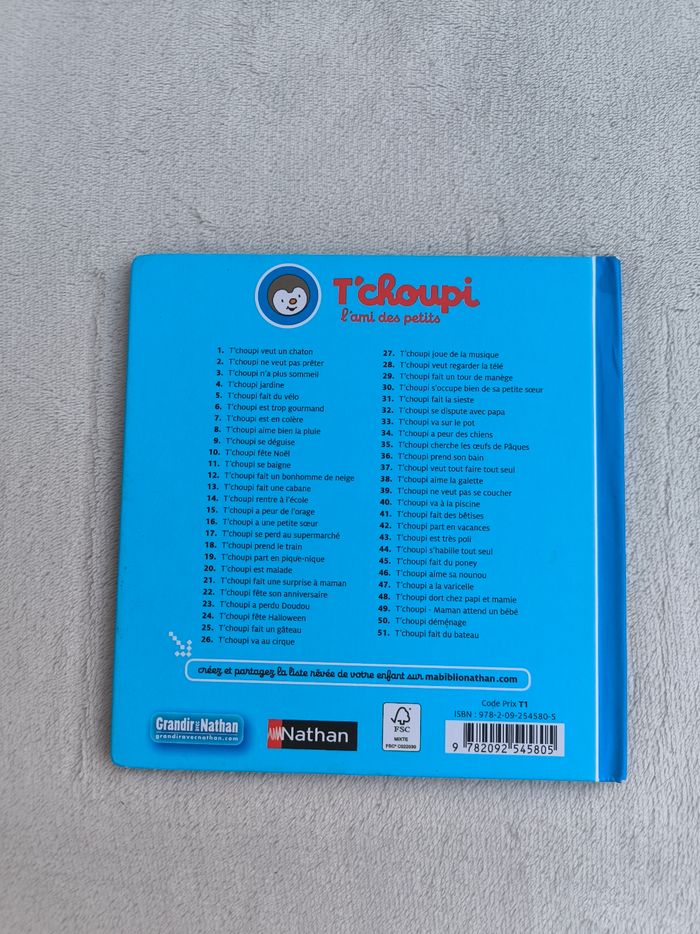 T'choupi
l'ami des petits
1. T'choupi veut un chaton
2. T'choupi ne veut pas prêter
3. T'choupi n'a plus sommeil
4. T'choupi jardine
5. T'choupi fait du vélo
6. T'choupi est trop gourmand
7. T'choupi est en colère
8. T'choupi aime bien la pluie
9. T'choupi se déguise
10. T'choupi fête Noël
11. T'choupi se baigne
12. T'choupi fait un bonhomme de neige
13. T'choupi fait une cabane
14. T'choupi rentre à l'école
15. T'choupi a peur de l'orage
16. T'choupi a une petite sœur
17. T'choupi se perd au supermarché
18. T'choupi prend le train
19. T'choupi part en pique-nique
20. T'choupi est malade
21. T'choupi fait une surprise à maman
22. T'choupi fête son anniversaire
23. T'choupi a perdu Doudou
24. T'choupi fête Halloween
25. T'choupi fait un gâteau
26. T'choupi va au cirque
27. T'choupi joue de la musique
28. T'choupi veut regarder la télé
29. T'choupi fait un tour de manège
30. T'choupi s'occupe bien de sa petite sœur
31. T'choupi fait la sieste
32. T'choupi se dispute avec papa
33. T'choupi va sur le pot
34. T'choupi a peur des chiens
35. T'choupi cherche les œufs de Pâques
36. T'choupi prend son bain
37. T'choupi veut tout faire tout seul
38. T'choupi aime la galette
39. T'choupi ne veut pas se coucher
40. T'choupi va à la piscine
41. T'choupi fait des bêtises
42. T'choupi part en vacances
43. T'choupi est très poli
44. T'choupi s'habille tout seul
45. T'choupi fait du poney
46. T'choupi aime sa nounou
47. T'choupi a la varicelle
48. T'choupi dort chez papi et mamie
49. T'choupi - Maman attend un bébé
50. T'choupi déménage
51. T'choupi fait du bateau
créez et partagez la liste rêvée de votre enfant sur mabiblionathan.com
Grandir avec Nathan
grandiravecnathan.com
Nathan
FSC
MIXTE
FSC® C022030
Code Prix T1
ISBN : 978-2-09-254580-5
9 782092 545805